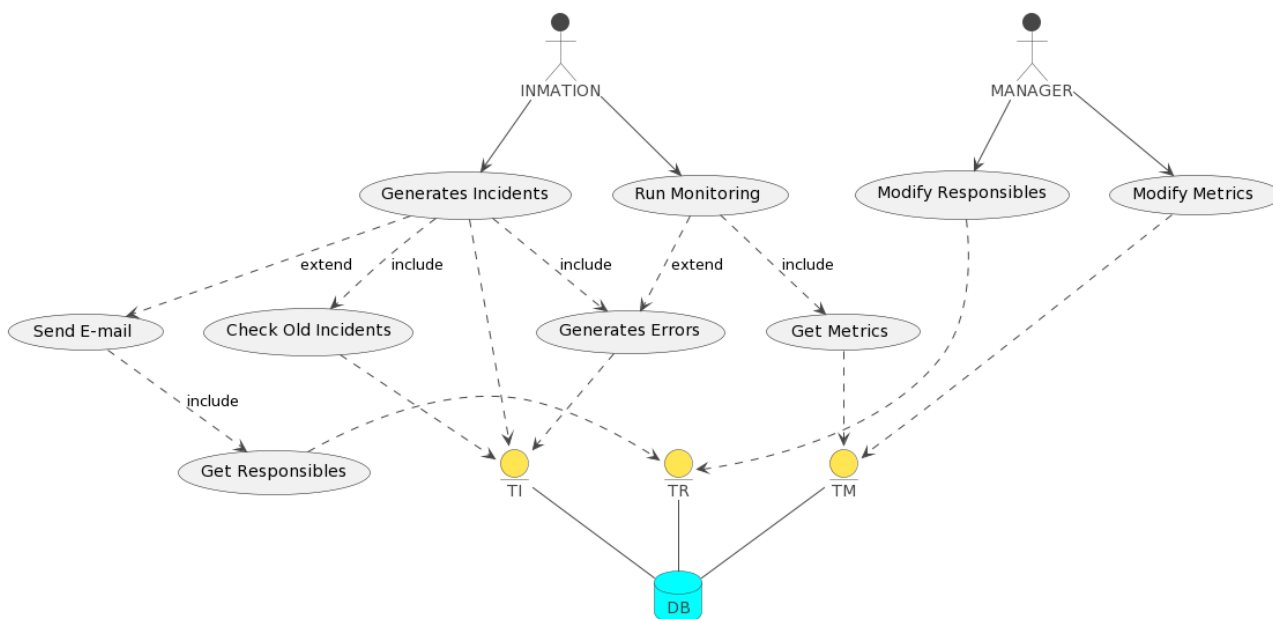 INMATION
MANAGER
Generates Incidents
Run Monitoring
Modify Responsibles
Modify Metrics
extend
include
include
extend
include
Send E-mail
Check Old Incidents
Generates Errors
Get Metrics
include
Get Responsibles
TI
TR
TM
DB